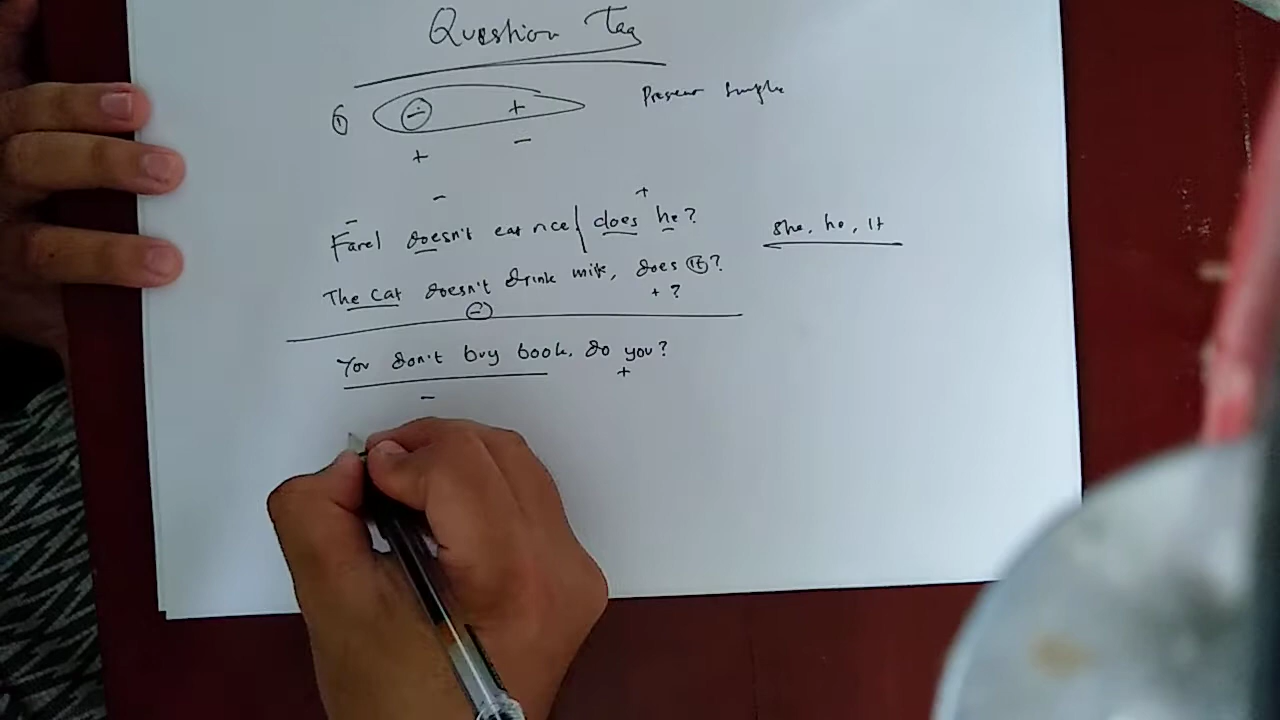 Question Tag
- + Present Simple
+ -
- +
Farel doesn't eat rice does he? she, he, it
The Cat doesn't drink milk, does it?
- + ?
You don't buy book, do you?
- +